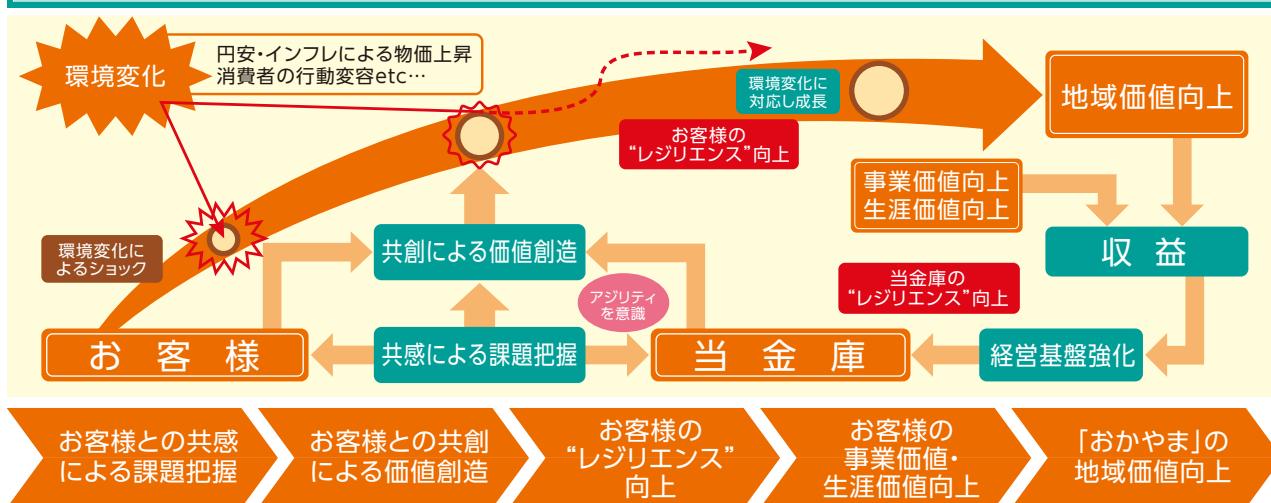 環境変化
円安・インフレによる物価上昇
消費者の行動変容etc…
環境変化に
対応し成長
地域価値向上
お客様の
“レジリエンス”向上
事業価値向上
生涯価値向上
環境変化に
よるショック
共創による価値創造
収益
アジリティ
を意識
当金庫の
“レジリエンス”向上
お客様
共感による課題把握
当金庫
経営基盤強化
お客様との共感
による課題把握
お客様との共創
による価値創造
お客様の
“レジリエンス”
向上
お客様の
事業価値・
生涯価値向上
「おかやま」の
地域価値向上